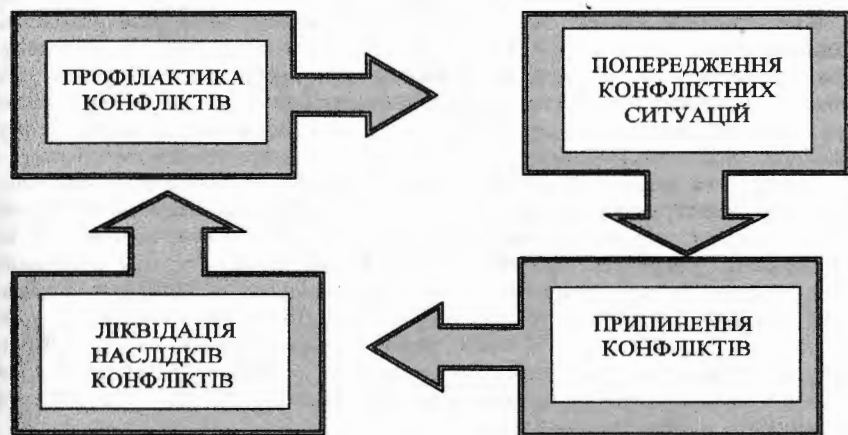 ПРОФІЛАКТИКА
КОНФЛІКТІВ
ПОПЕРЕДЖЕННЯ
КОНФЛІКТНИХ
СИТУАЦІЙ
ЛІКВІДАЦІЯ
НАСЛІДКІВ
КОНФЛІКТІВ
ПРИПИНЕННЯ
КОНФЛІКТІВ